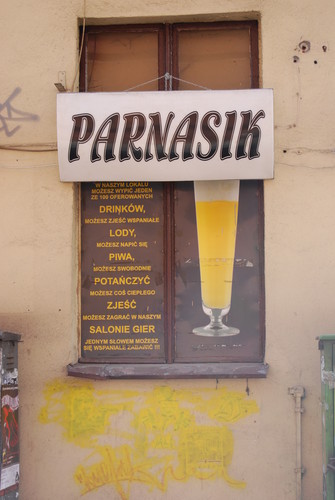 PARNASIK
W NASZYM LOKALU
MOŻESZ WYPIĆ JEDEN
ZE 100 OFEROWANYCH
DRINKÓW,
MOŻESZ ZJEŚĆ WSPANIAŁE
LODY,
MOŻESZ NAPIĆ SIĘ
PIWA,
MOŻESZ SWOBODNIE
POTAŃCZYĆ
MOŻESZ COŚ CIEPŁEGO
ZJEŚĆ
MOŻESZ ZAGRAĆ W NASZYM
SALONIE GIER
JEDNYM SŁOWEM MOŻESZ
SIĘ WSPANIALE ZABAWIĆ !!!